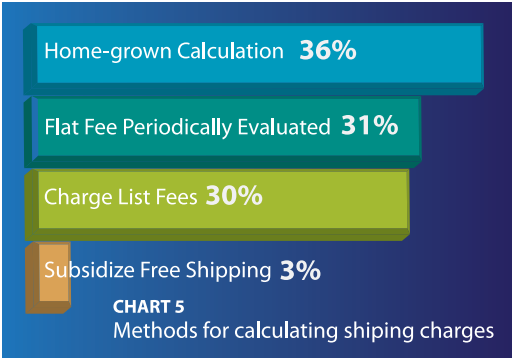 Home-grown Calculation 36%
Flat Fee Periodically Evaluated 31%
Charge List Fees 30%
Subsidize Free Shipping 3%
CHART 5
Methods for calculating shiping charges